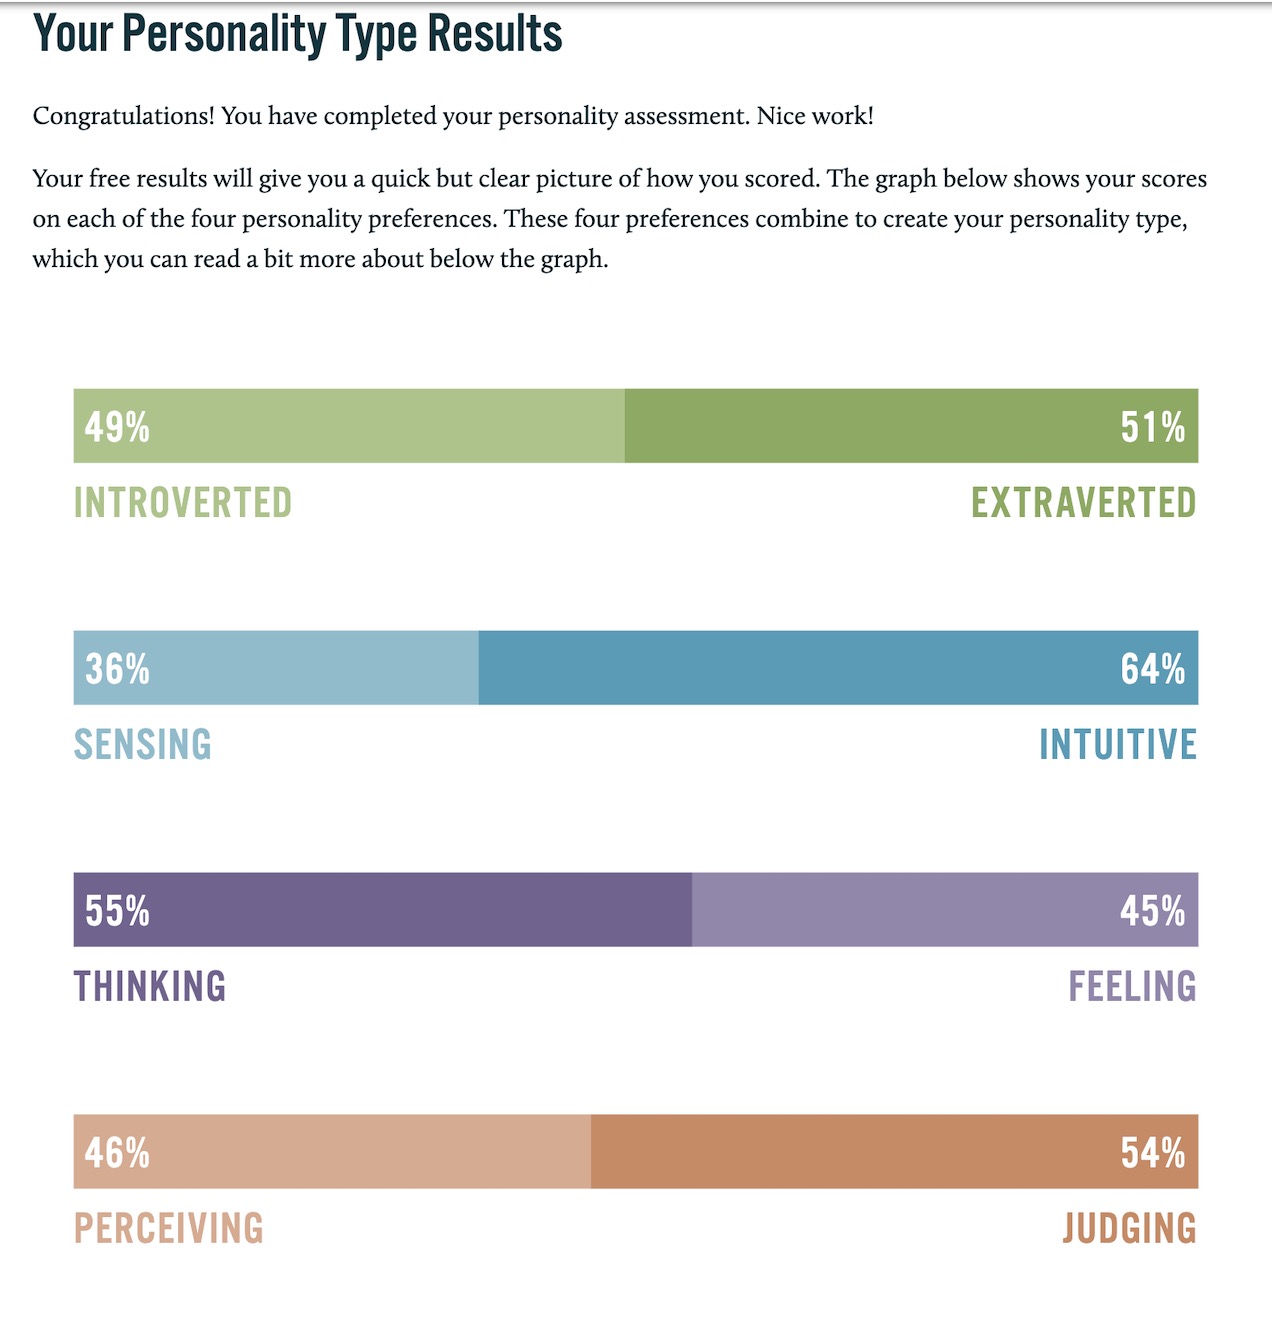 Your Personality Type Results
Congratulations! You have completed your personality assessment. Nice work!
Your free results will give you a quick but clear picture of how you scored. The graph below shows your scores
on each of the four personality preferences. These four preferences combine to create your personality type,
which you can read a bit more about below the graph.
49% 51%
INTROVERTED EXTRAVERTED
36% 64%
SENSING INTUITIVE
55% 45%
THINKING FEELING
46% 54%
PERCEIVING JUDGING